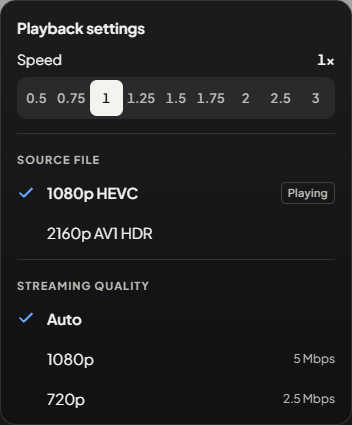 Playback settings
Speed 1×
0.5 0.75 1 1.25 1.5 1.75 2 2.5 3
SOURCE FILE
1080p HEVC Playing
2160p AV1 HDR
STREAMING QUALITY
Auto
1080p 5 Mbps
720p 2.5 Mbps